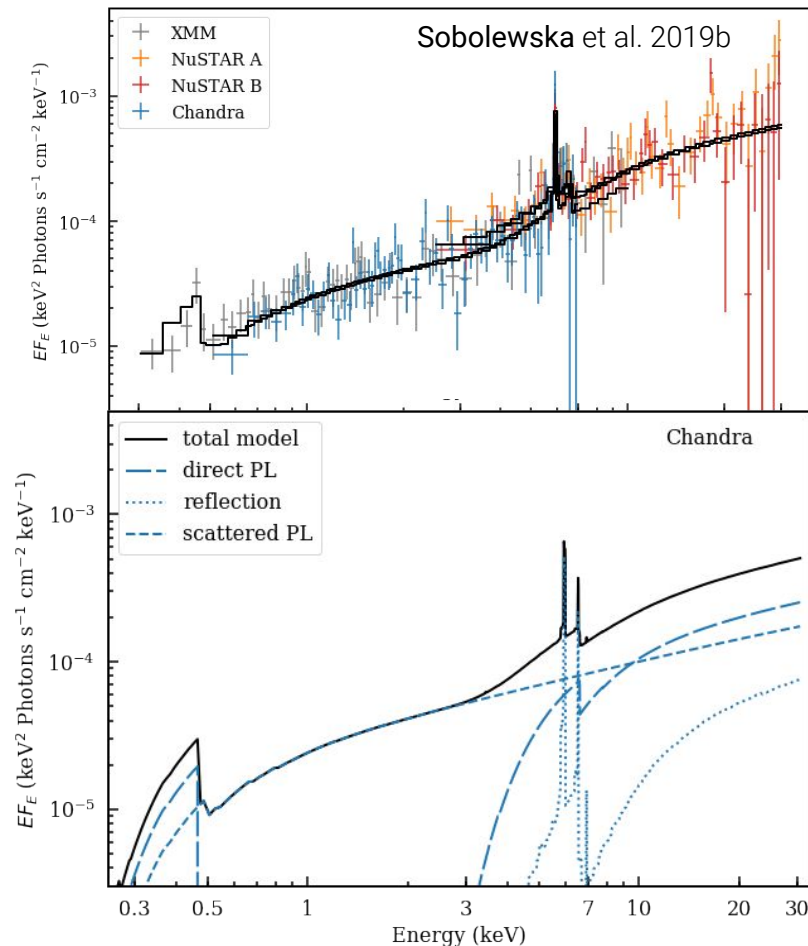 Sobolewska et al. 2019b
XMM
NuSTAR A
NuSTAR B
Chandra
EF_E (keV² Photons s⁻¹ cm⁻² keV⁻¹)
10⁻³
10⁻⁴
10⁻⁵
total model
direct PL
reflection
scattered PL
Chandra
EF_E (keV² Photons s⁻¹ cm⁻² keV⁻¹)
10⁻³
10⁻⁴
10⁻⁵
0.3 0.5 1 3 7 10 20 30
Energy (keV)